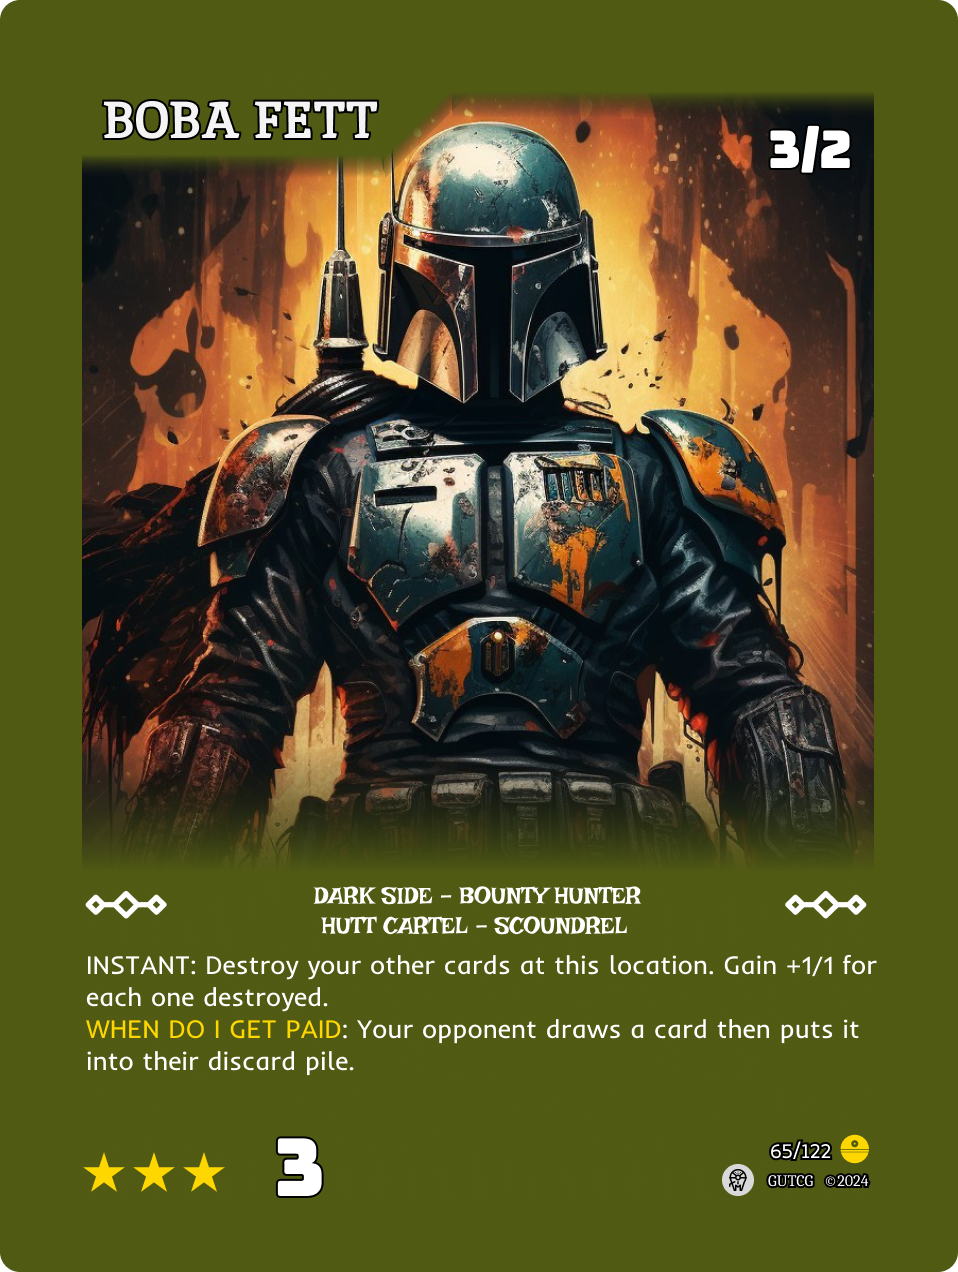 BOBA FETT
3/2
DARK SIDE – BOUNTY HUNTER
HUTT CARTEL – SCOUNDREL
INSTANT: Destroy your other cards at this location. Gain +1/1 for
each one destroyed.
WHEN DO I GET PAID: Your opponent draws a card then puts it
into their discard pile.
3
65/122
GUTCG ©2024